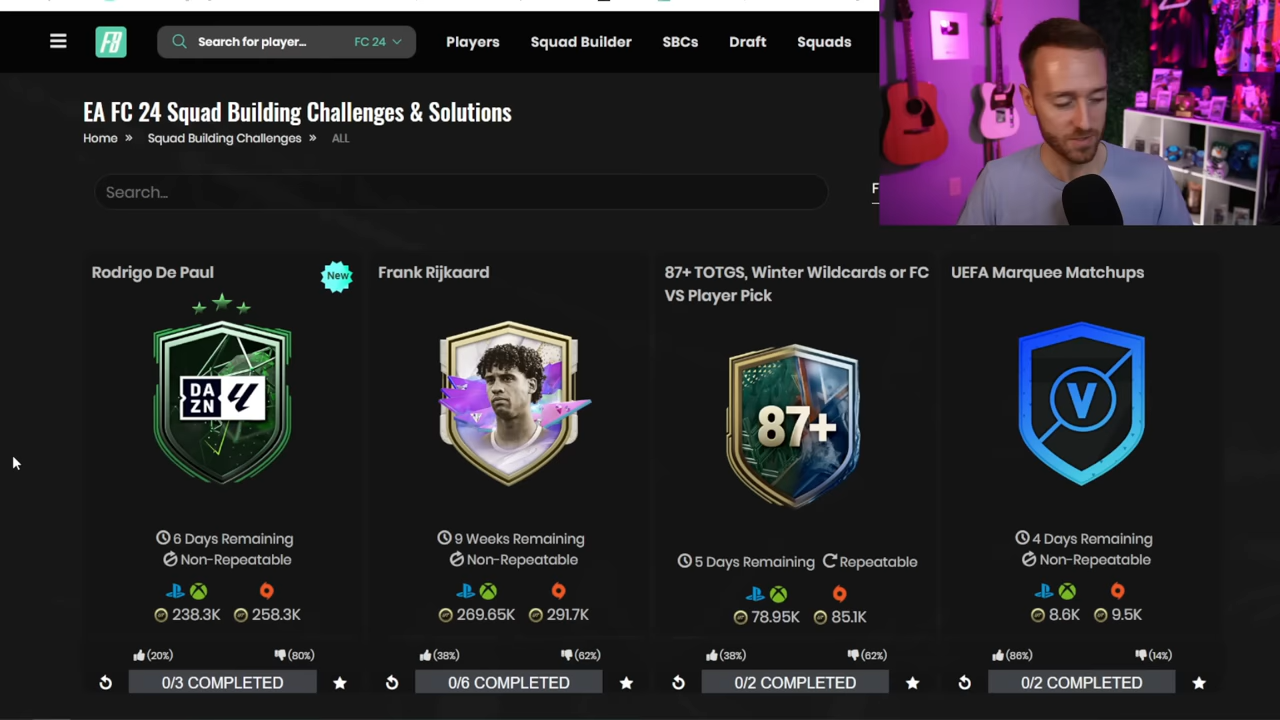 FB
Search for player...
FC 24
Players
Squad Builder
SBCs
Draft
Squads
EA FC 24 Squad Building Challenges & Solutions
Home » Squad Building Challenges » ALL
Search...
F
Rodrigo De Paul
New
DA
ZN
6 Days Remaining
Non-Repeatable
238.3K
258.3K
(20%)
(80%)
0/3 COMPLETED
Frank Rijkaard
9 Weeks Remaining
Non-Repeatable
269.65K
291.7K
(38%)
(62%)
0/6 COMPLETED
87+ TOTGS, Winter Wildcards or FC
VS Player Pick
87+
5 Days Remaining
Repeatable
78.95K
85.1K
(38%)
(62%)
0/2 COMPLETED
UEFA Marquee Matchups
V
4 Days Remaining
Non-Repeatable
8.6K
9.5K
(86%)
(14%)
0/2 COMPLETED